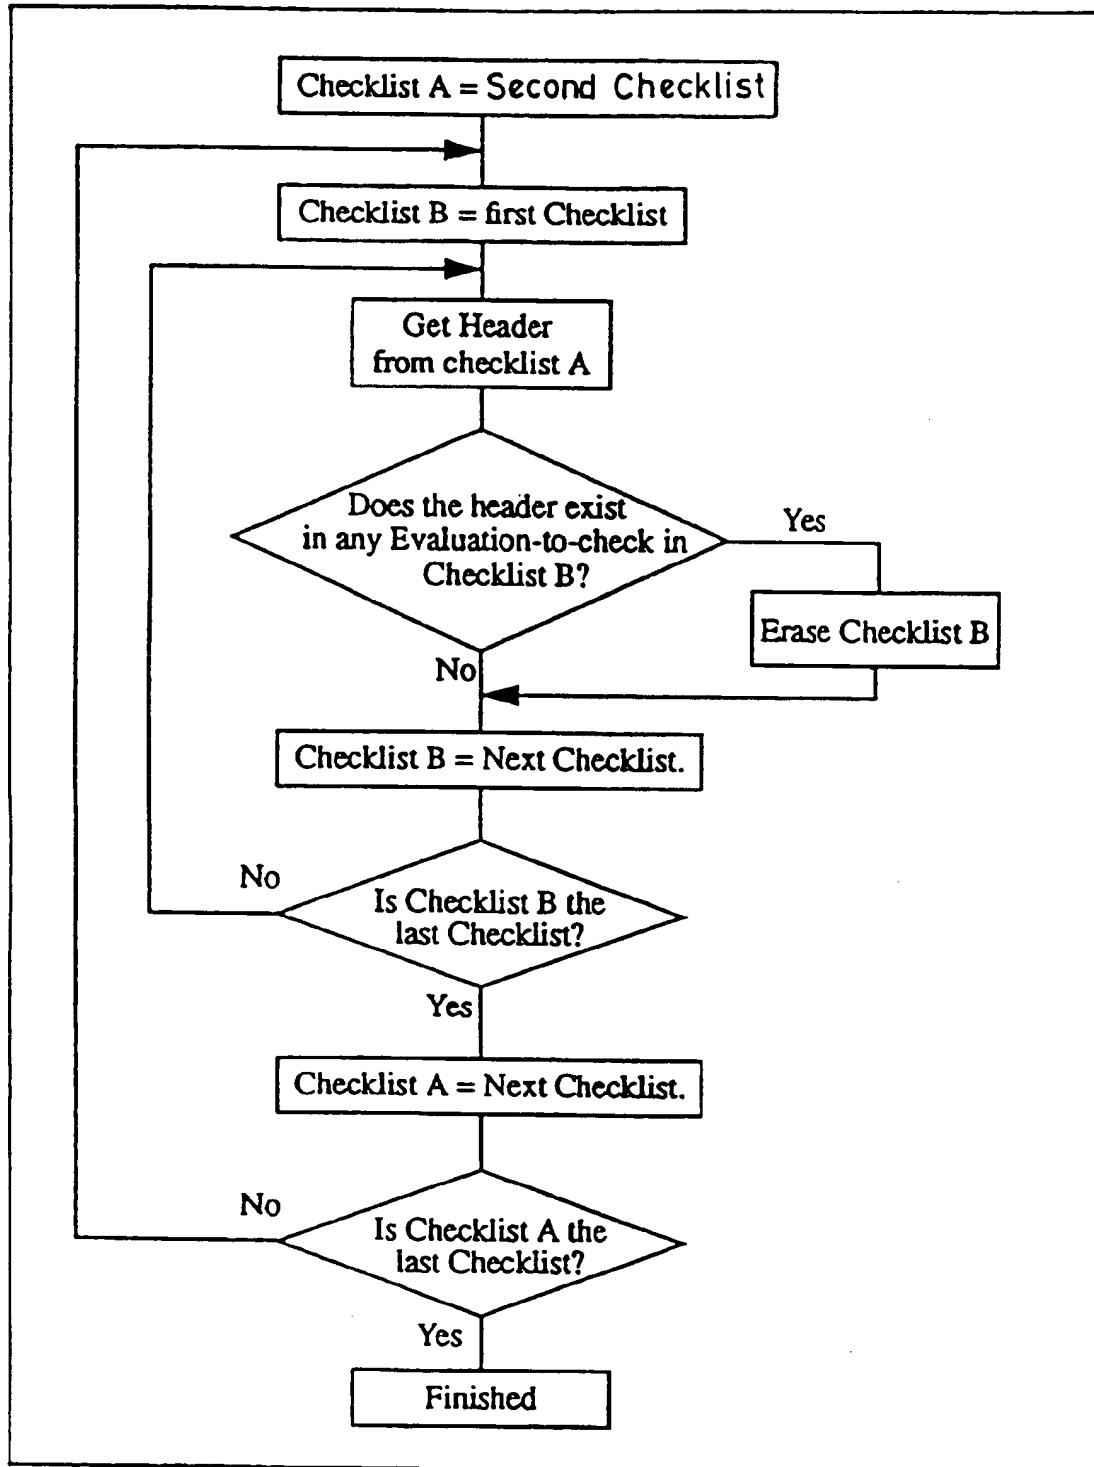 Checklist A = Second Checklist
Checklist B = first Checklist
Get Header
from checklist A
Does the header exist
in any Evaluation-to-check in
Checklist B?
Yes
Erase Checklist B
No
Checklist B = Next Checklist.
No
Is Checklist B the
last Checklist?
Yes
Checklist A = Next Checklist.
No
Is Checklist A the
last Checklist?
Yes
Finished